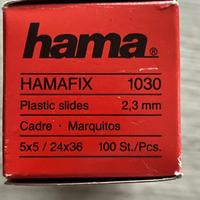 hama®
HAMAFIX 1030
Plastic slides 2,3 mm
Cadre · Marquitos
5x5 / 24x36 100 St./Pcs.